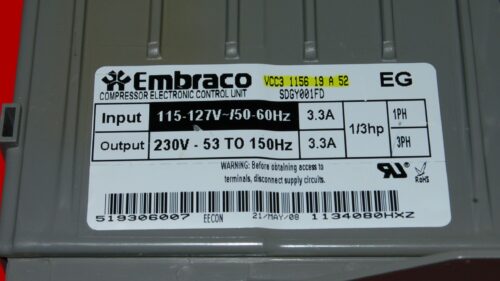 Embraco VCC3 1156 19 A 52 EG
COMPRESSOR ELECTRONIC CONTROL UNIT SDGY001FD
Input 115-127V~/50-60Hz 3.3A 1/3hp 1PH
Output 230V - 53 TO 150Hz 3.3A 3PH
WARNING: Before obtaining access to
terminals, disconnect supply circuits.
RoHS
519306007 EECON 21/MAY/08 1134080HXZ